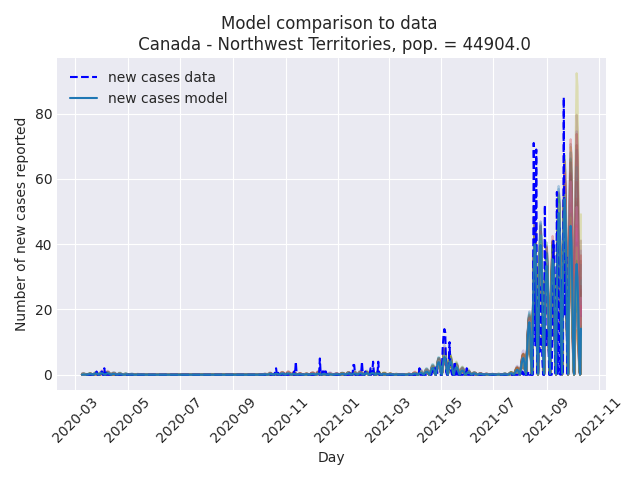 Model comparison to data
Canada - Northwest Territories, pop. = 44904.0
new cases data
new cases model
Number of new cases reported
80
60
40
20
0
2020-03
2020-05
2020-07
2020-09
2020-11
2021-01
2021-03
2021-05
2021-07
2021-09
2021-11
Day